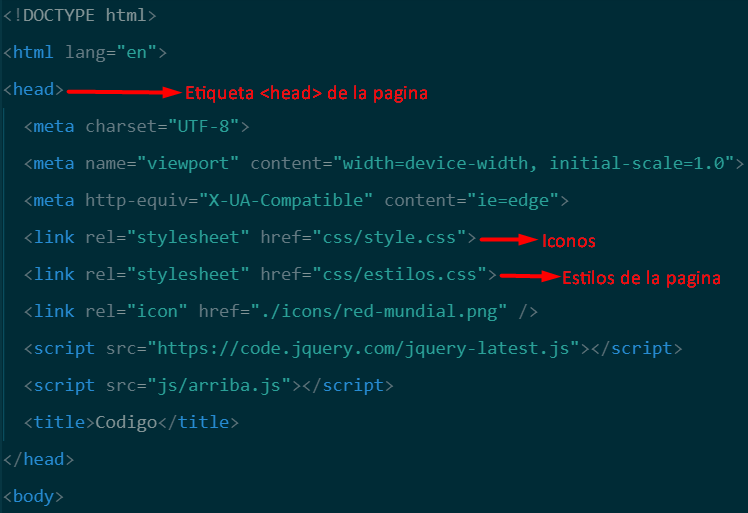 <!DOCTYPE html>
<html lang="en">
<head> Etiqueta <head> de la pagina
<meta charset="UTF-8">
<meta name="viewport" content="width=device-width, initial-scale=1.0">
<meta http-equiv="X-UA-Compatible" content="ie=edge">
<link rel="stylesheet" href="css/style.css"> Iconos
<link rel="stylesheet" href="css/estilos.css"> Estilos de la pagina
<link rel="icon" href="./icons/red-mundial.png" />
<script src="https://code.jquery.com/jquery-latest.js"></script>
<script src="js/arriba.js"></script>
<title>Codigo</title>
</head>
<body>